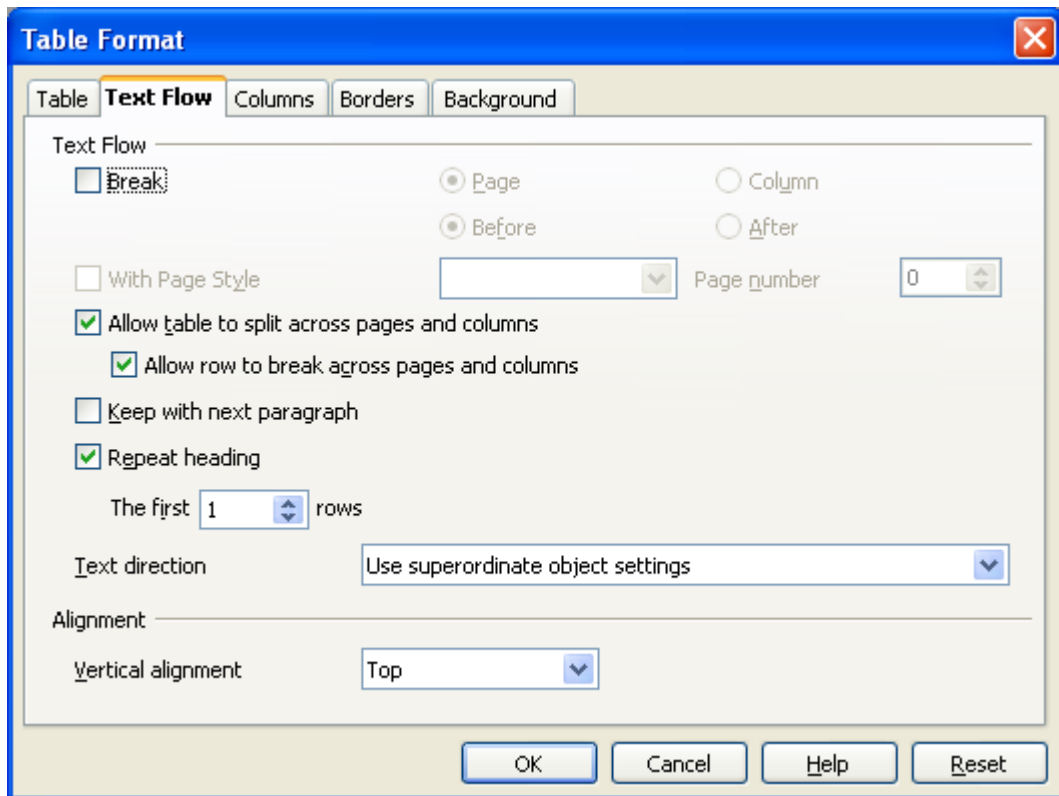 Table Format
Table Text Flow Columns Borders Background
Text Flow
Break Page Column
Before After
With Page Style Page number 0
Allow table to split across pages and columns
Allow row to break across pages and columns
Keep with next paragraph
Repeat heading
The first 1 rows
Text direction Use superordinate object settings
Alignment
Vertical alignment Top
OK Cancel Help Reset